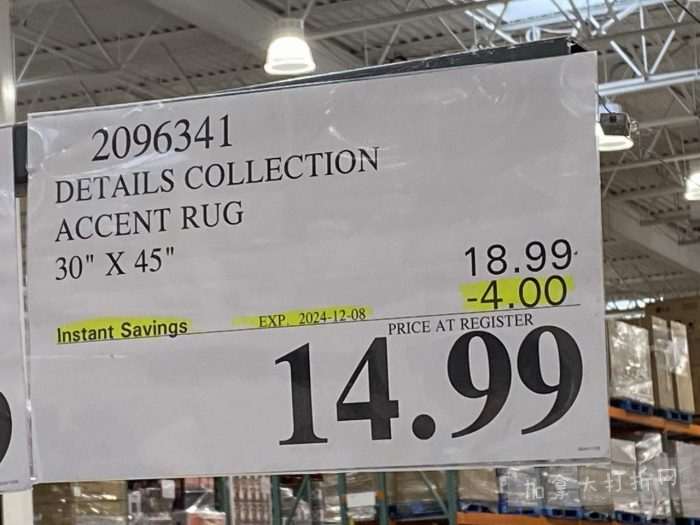 2096341
DETAILS COLLECTION
ACCENT RUG
30" X 45"
18.99
-4.00
Instant Savings EXP. 2024-12-08
PRICE AT REGISTER
14.99
加拿大打折网